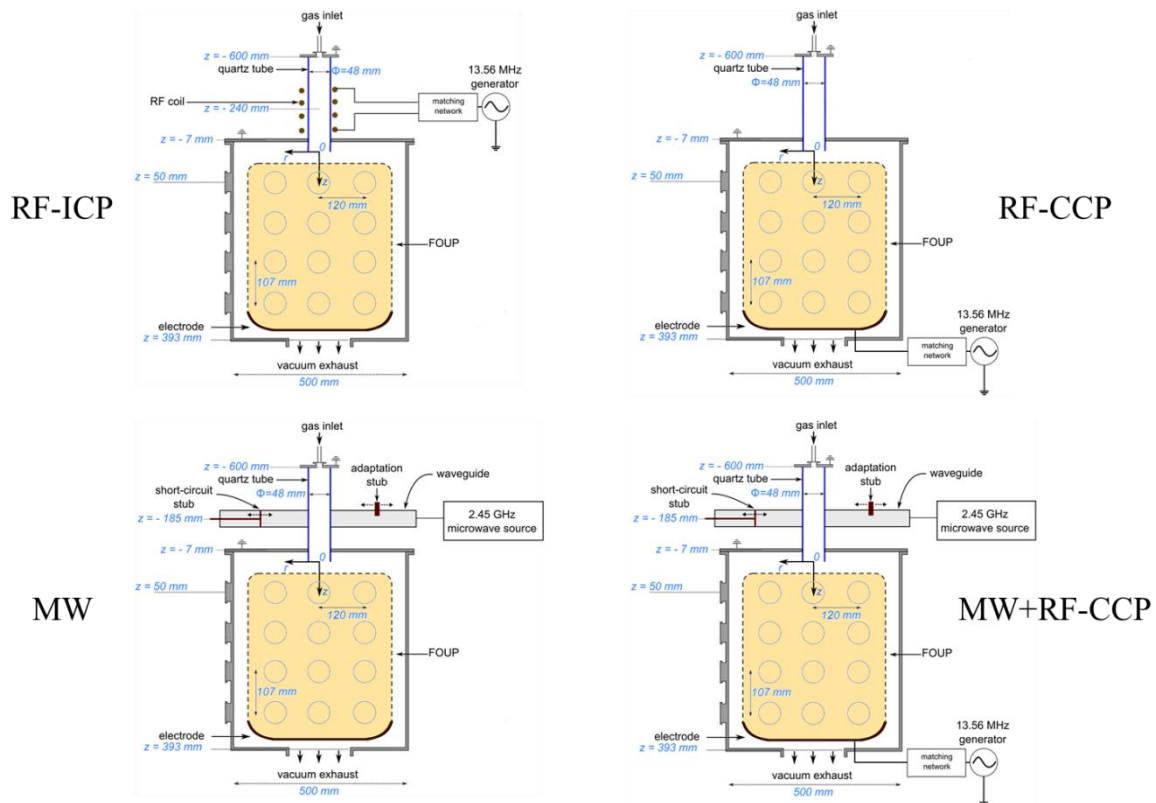 gas inlet
z = - 600 mm
quartz tube
Φ=48 mm
13.56 MHz
generator
RF coil
z = - 240 mm
matching
network
z = - 7 mm
0
r
z
z = 50 mm
120 mm
RF-ICP
FOUP
107 mm
electrode
z = 393 mm
vacuum exhaust
500 mm
gas inlet
z = - 600 mm
quartz tube
Φ=48 mm
z = - 7 mm
0
r
z
z = 50 mm
120 mm
RF-CCP
FOUP
107 mm
electrode
z = 393 mm
13.56 MHz
generator
matching
network
vacuum exhaust
500 mm
gas inlet
z = - 600 mm
quartz tube
adaptation
stub
waveguide
short-circuit
stub
Φ=48 mm
z = - 185 mm
2.45 GHz
microwave source
z = - 7 mm
0
r
z
z = 50 mm
120 mm
MW
FOUP
107 mm
electrode
z = 393 mm
vacuum exhaust
500 mm
gas inlet
z = - 600 mm
quartz tube
adaptation
stub
waveguide
short-circuit
stub
Φ=48 mm
z = - 185 mm
2.45 GHz
microwave source
z = - 7 mm
0
r
z
z = 50 mm
120 mm
MW+RF-CCP
FOUP
107 mm
electrode
z = 393 mm
13.56 MHz
generator
matching
network
vacuum exhaust
500 mm